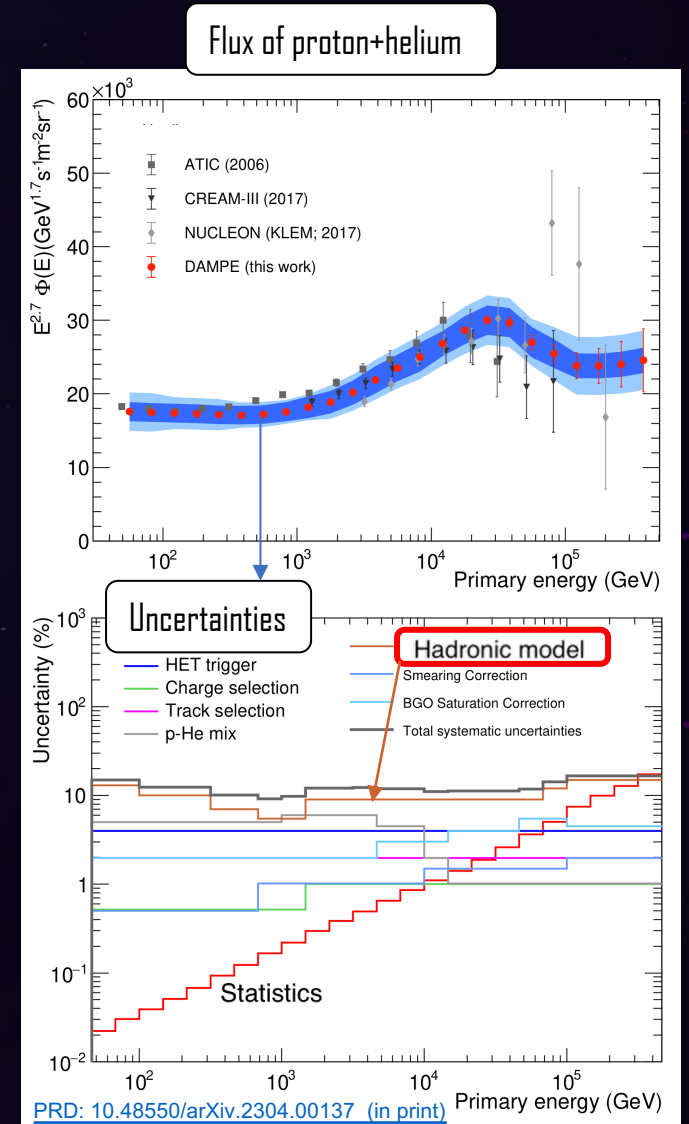 Flux of proton+helium
×10³
60
50
40
30
20
10
0
E^2.7 Φ(E)(GeV^1.7s^-1m^-2sr^-1)
ATIC (2006)
CREAM-III (2017)
NUCLEON (KLEM; 2017)
DAMPE (this work)
10² 10³ 10⁴ 10⁵
Primary energy (GeV)
Uncertainties
Uncertainty (%)
10³
10²
10
1
10⁻¹
10⁻²
HET trigger
Charge selection
Track selection
p-He mix
Hadronic model
Smearing Correction
BGO Saturation Correction
Total systematic uncertainties
Statistics
10² 10³ 10⁴ 10⁵
Primary energy (GeV)
PRD: 10.48550/arXiv.2304.00137 (in print)